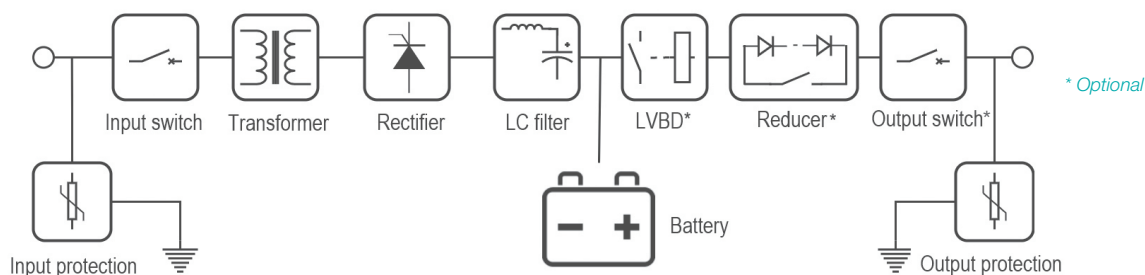 * Optional
Input switch
Transformer
Rectifier
LC filter
LVBD*
Reducer*
Output switch*
Battery
Input protection
Output protection